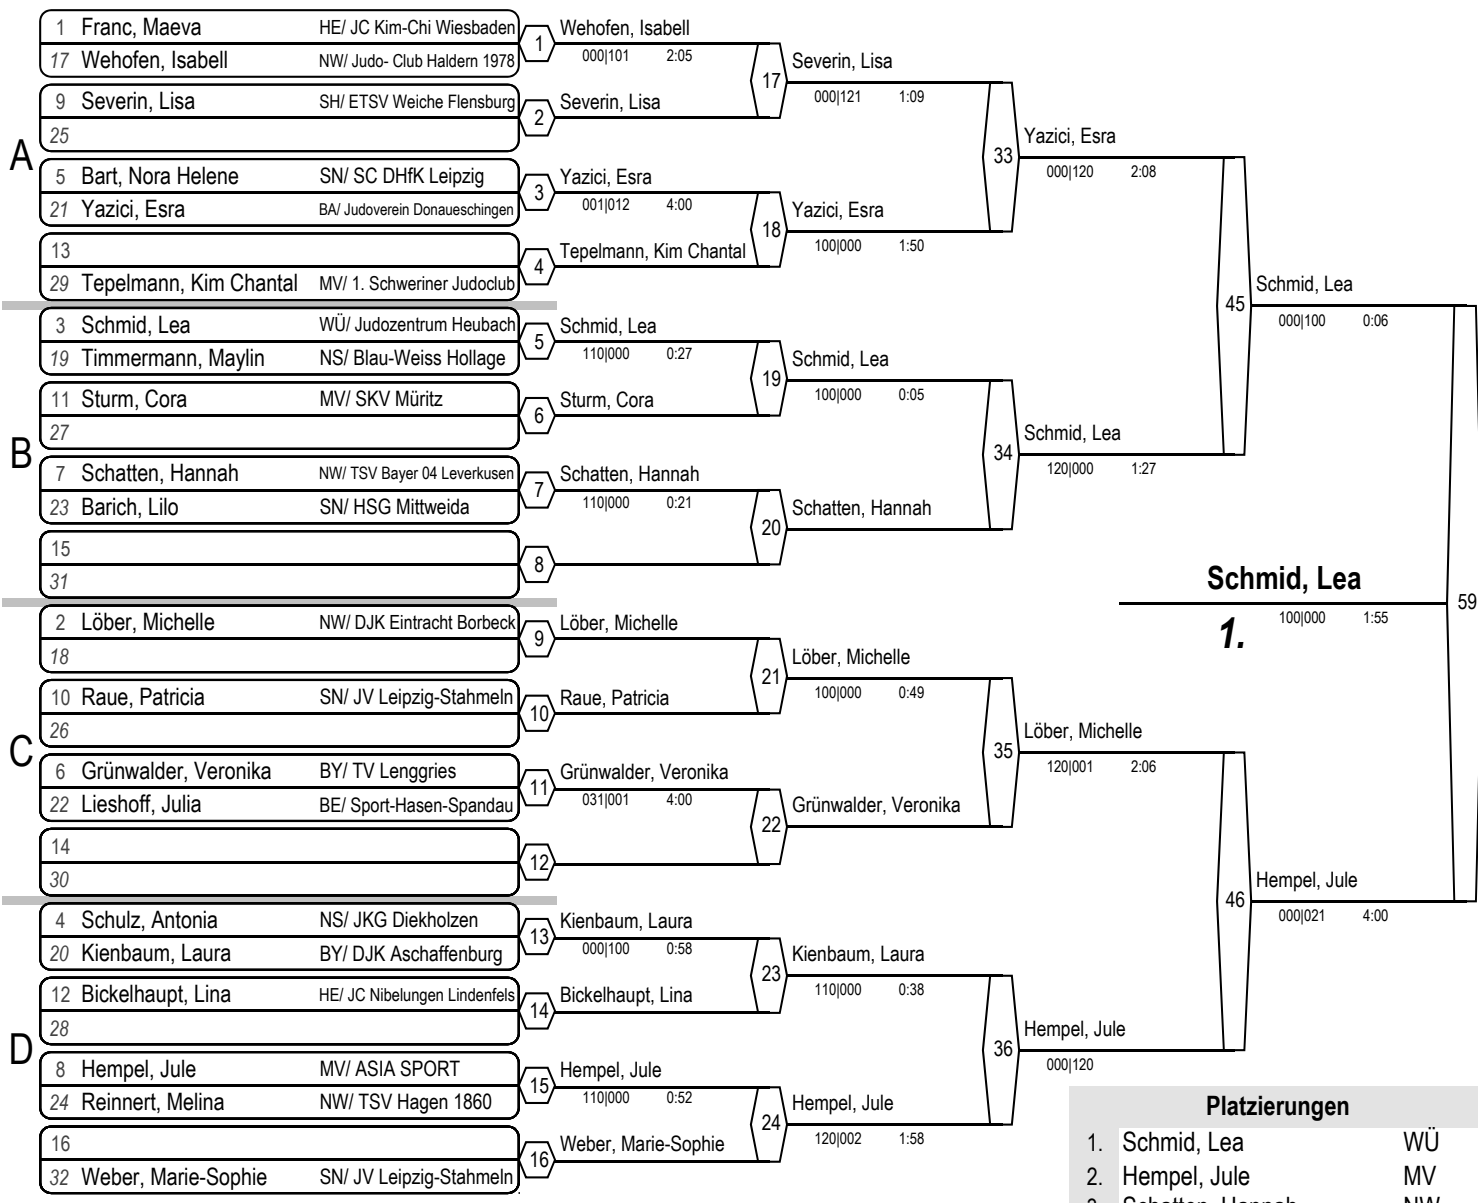 A
1 Franc, Maeva HE/ JC Kim-Chi Wiesbaden
17 Wehofen, Isabell NW/ Judo- Club Haldern 1978
9 Severin, Lisa SH/ ETSV Weiche Flensburg
25
5 Bart, Nora Helene SN/ SC DHfK Leipzig
21 Yazici, Esra BA/ Judoverein Donaueschingen
13
29 Tepelmann, Kim Chantal MV/ 1. Schweriner Judoclub
B
3 Schmid, Lea WÜ/ Judozentrum Heubach
19 Timmermann, Maylin NS/ Blau-Weiss Hollage
11 Sturm, Cora MV/ SKV Müritz
27
7 Schatten, Hannah NW/ TSV Bayer 04 Leverkusen
23 Barich, Lilo SN/ HSG Mittweida
15
31
C
2 Löber, Michelle NW/ DJK Eintracht Borbeck
18
10 Raue, Patricia SN/ JV Leipzig-Stahmeln
26
6 Grünwalder, Veronika BY/ TV Lenggries
22 Lieshoff, Julia BE/ Sport-Hasen-Spandau
14
30
D
4 Schulz, Antonia NS/ JKG Diekholzen
20 Kienbaum, Laura BY/ DJK Aschaffenburg
12 Bickelhaupt, Lina HE/ JC Nibelungen Lindenfels
28
8 Hempel, Jule MV/ ASIA SPORT
24 Reinnert, Melina NW/ TSV Hagen 1860
16
32 Weber, Marie-Sophie SN/ JV Leipzig-Stahmeln
1 Wehofen, Isabell
000|101 2:05
2 Severin, Lisa
3 Yazici, Esra
001|012 4:00
4 Tepelmann, Kim Chantal
5 Schmid, Lea
110|000 0:27
6 Sturm, Cora
7 Schatten, Hannah
110|000 0:21
8
9 Löber, Michelle
10 Raue, Patricia
11 Grünwalder, Veronika
031|001 4:00
12
13 Kienbaum, Laura
000|100 0:58
14 Bickelhaupt, Lina
15 Hempel, Jule
110|000 0:52
16 Weber, Marie-Sophie
17 Severin, Lisa
000|121 1:09
18 Yazici, Esra
100|000 1:50
19 Schmid, Lea
100|000 0:05
20 Schatten, Hannah
21 Löber, Michelle
100|000 0:49
22 Grünwalder, Veronika
23 Kienbaum, Laura
110|000 0:38
24 Hempel, Jule
120|002 1:58
33 Yazici, Esra
000|120 2:08
34 Schmid, Lea
120|000 1:27
35 Löber, Michelle
120|001 2:06
36 Hempel, Jule
000|120
45 Schmid, Lea
000|100 0:06
46 Hempel, Jule
000|021 4:00
59 Schmid, Lea
1. 100|000 1:55
Platzierungen
1. Schmid, Lea WÜ
2. Hempel, Jule MV
3. Schatten, Hannah NW